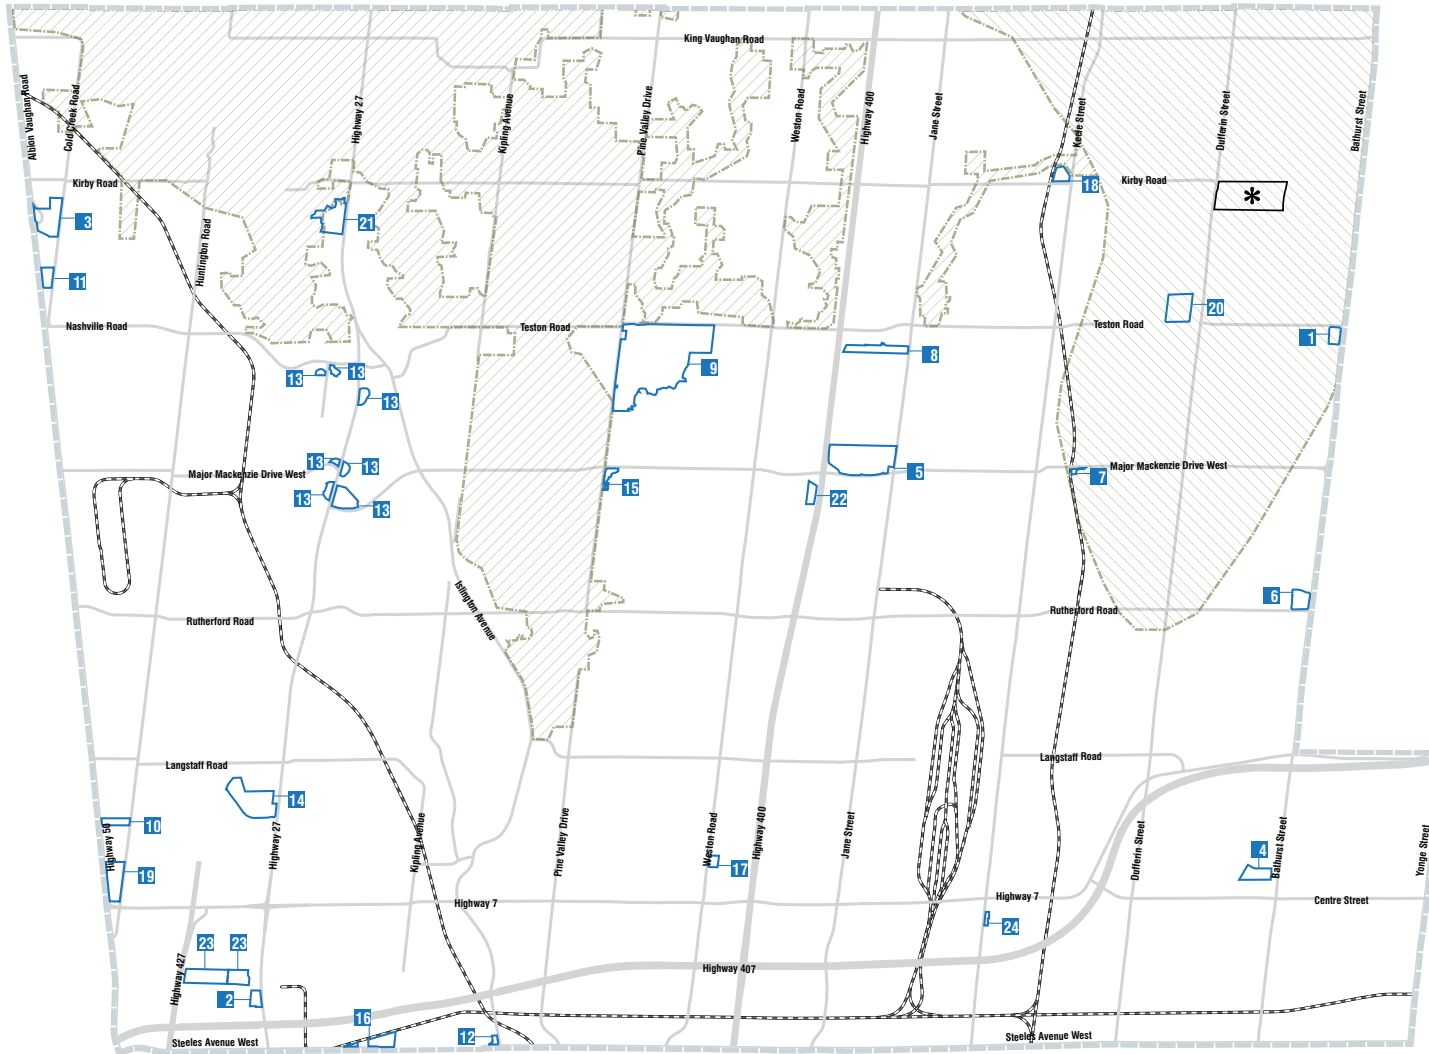 King Vaughan Road
Albion Vaughan Road
Cold Creek Road
Highway 27
Kipling Avenue
Pine Valley Drive
Weston Road
Highway 400
Jane Street
Keele Street
Dufferin Street
Bathurst Street
Kirby Road
18
Kirby Road
*
3
21
Huntington Road
11
20
Nashville Road
Teston Road
Teston Road
1
8
9
13
13
13
13
13
Major Mackenzie Drive West
Major Mackenzie Drive West
5
7
15
22
13
13
Islington Avenue
6
Rutherford Road
Rutherford Road
Langstaff Road
Langstaff Road
14
10
Highway 50
Highway 27
Kipling Avenue
Pine Valley Drive
Weston Road
Highway 400
Jane Street
Dufferin Street
Bathurst Street
Yonge Street
4
17
19
Highway 7
Highway 7
Centre Street
24
23
23
Highway 427
Highway 407
2
16
12
Steeles Avenue West
Steeles Avenue West